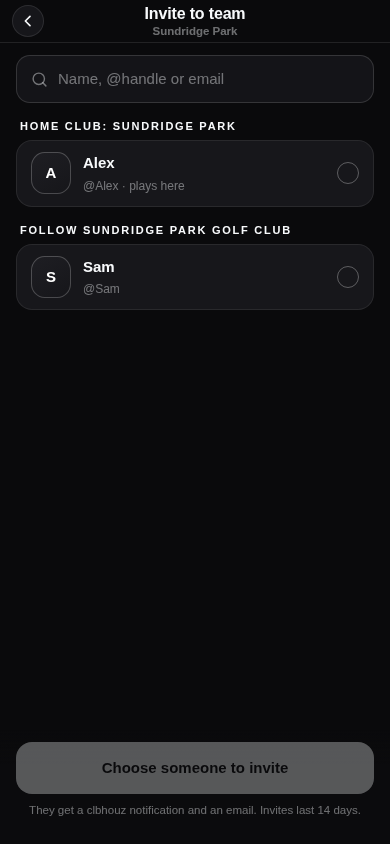 Invite to team
Sundridge Park
Name, @handle or email
HOME CLUB: SUNDRIDGE PARK
A
Alex
@Alex · plays here
FOLLOW SUNDRIDGE PARK GOLF CLUB
S
Sam
@Sam
Choose someone to invite
They get a clbhouz notification and an email. Invites last 14 days.